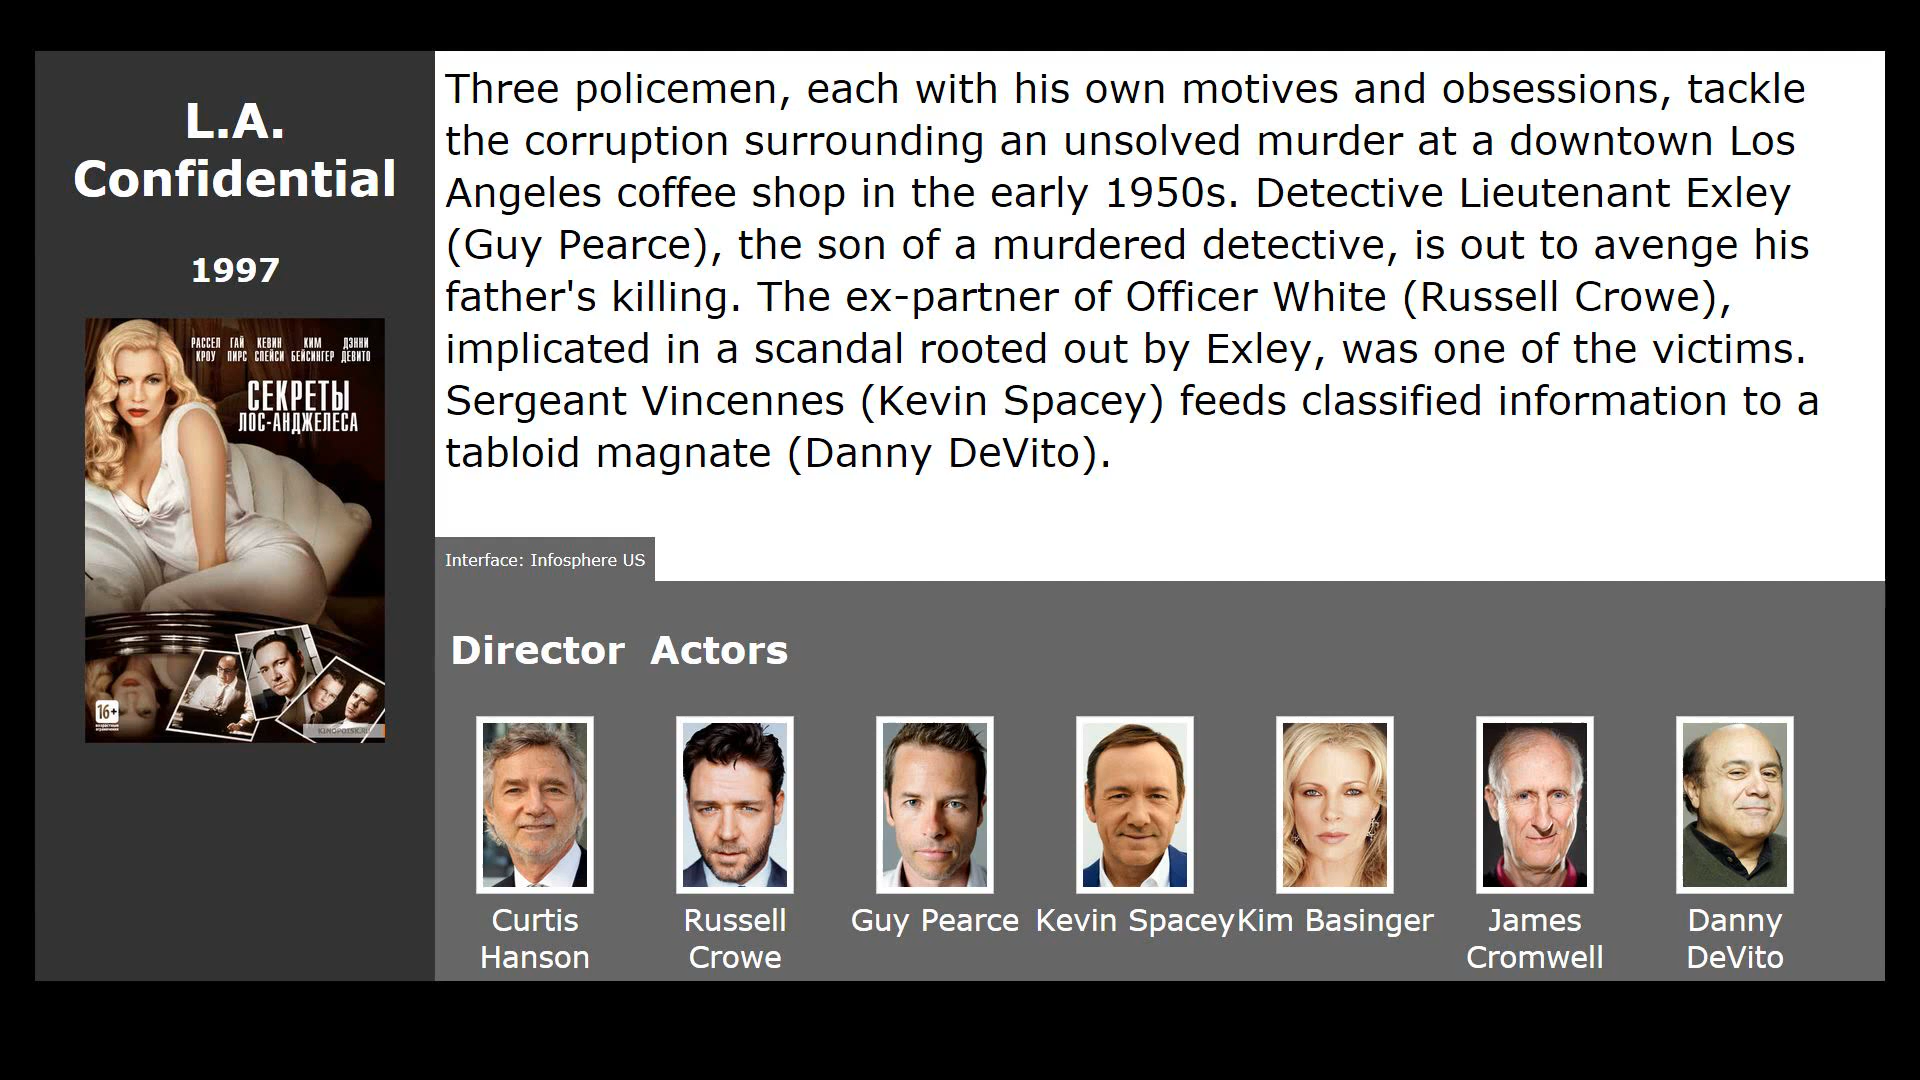 L.A.
Confidential
1997
РАССЕЛ КРОУ
ГАЙ ПИРС
КЕВИН СПЕЙСИ
КИМ БЕЙСИНГЕР
ДЭННИ ДЕВИТО
СЕКРЕТЫ
ЛОС-АНДЖЕЛЕСА
16+
KINOPOISK.RU
Three policemen, each with his own motives and obsessions, tackle
the corruption surrounding an unsolved murder at a downtown Los
Angeles coffee shop in the early 1950s. Detective Lieutenant Exley
(Guy Pearce), the son of a murdered detective, is out to avenge his
father's killing. The ex-partner of Officer White (Russell Crowe),
implicated in a scandal rooted out by Exley, was one of the victims.
Sergeant Vincennes (Kevin Spacey) feeds classified information to a
tabloid magnate (Danny DeVito).
Interface: Infosphere US
Director Actors
Curtis
Hanson
Russell
Crowe
Guy Pearce
Kevin Spacey
Kim Basinger
James
Cromwell
Danny
DeVito